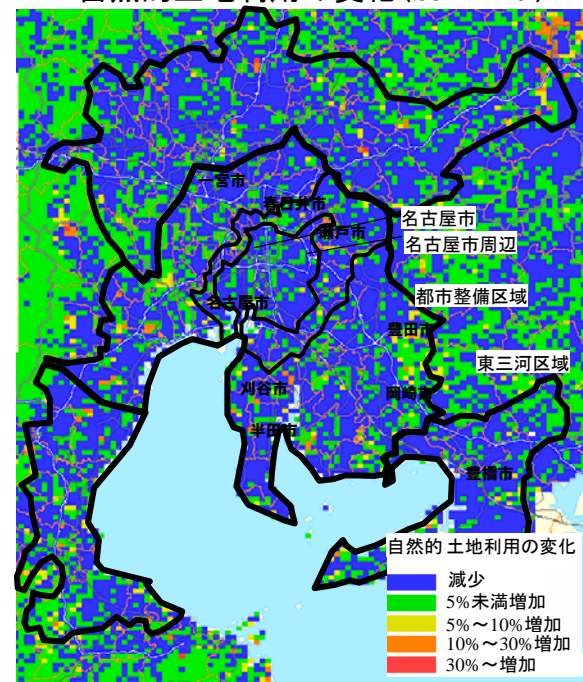 一宮市
春日井市
瀬戸市
名古屋市
名古屋市周辺
都市整備区域
名古屋市
豊田市
東三河区域
刈谷市
岡崎市
半田市
豊橋市
自然的土地利用の変化
減少
5%未満増加
5%～10%増加
10%～30%増加
30%～増加